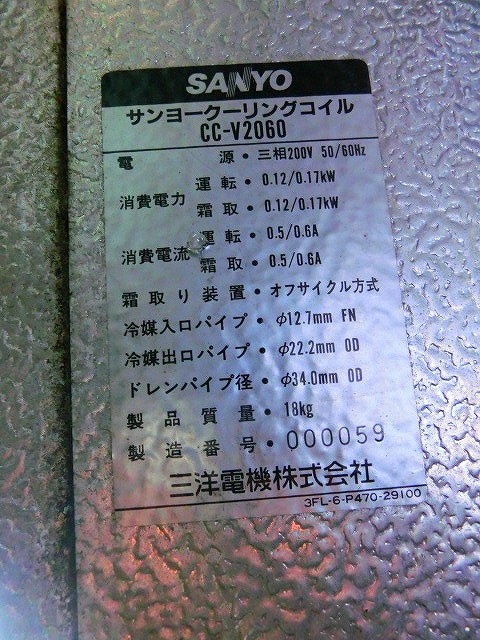 SANYO
サンヨークーリングコイル
CC-V2060
電源・三相200V 50/60Hz
消費電力 運転・0.12/0.17kW
霜取・0.12/0.17kW
消費電流 運転・0.5/0.6A
霜取・0.5/0.6A
霜取り装置・オフサイクル方式
冷媒入口パイプ・φ12.7mm FN
冷媒出口パイプ・φ22.2mm OD
ドレンパイプ径・φ34.0mm OD
製品質量・18kg
製造番号・000059
三洋電機株式会社
3FL-6-P470-29100